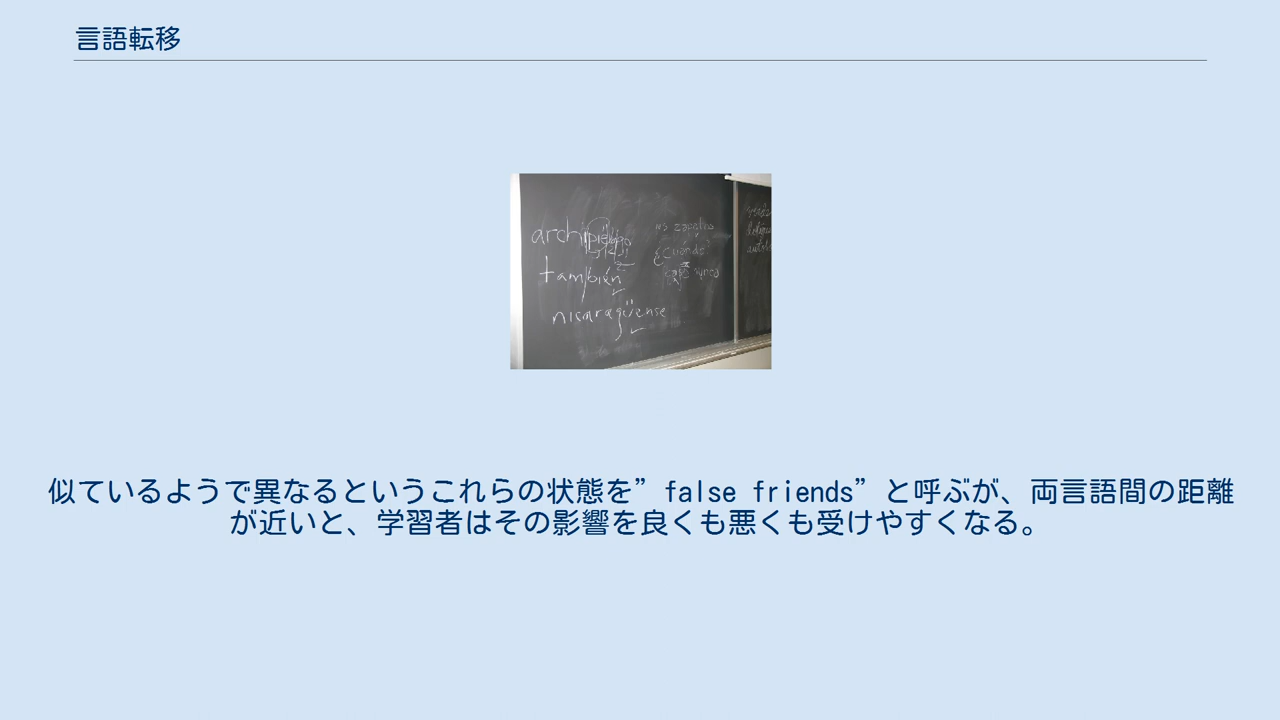 言語転移
también
nicaragüense
似ているようで異なるというこれらの状態を”false friends”と呼ぶが、両言語間の距離
が近いと、学習者はその影響を良くも悪くも受けやすくなる。